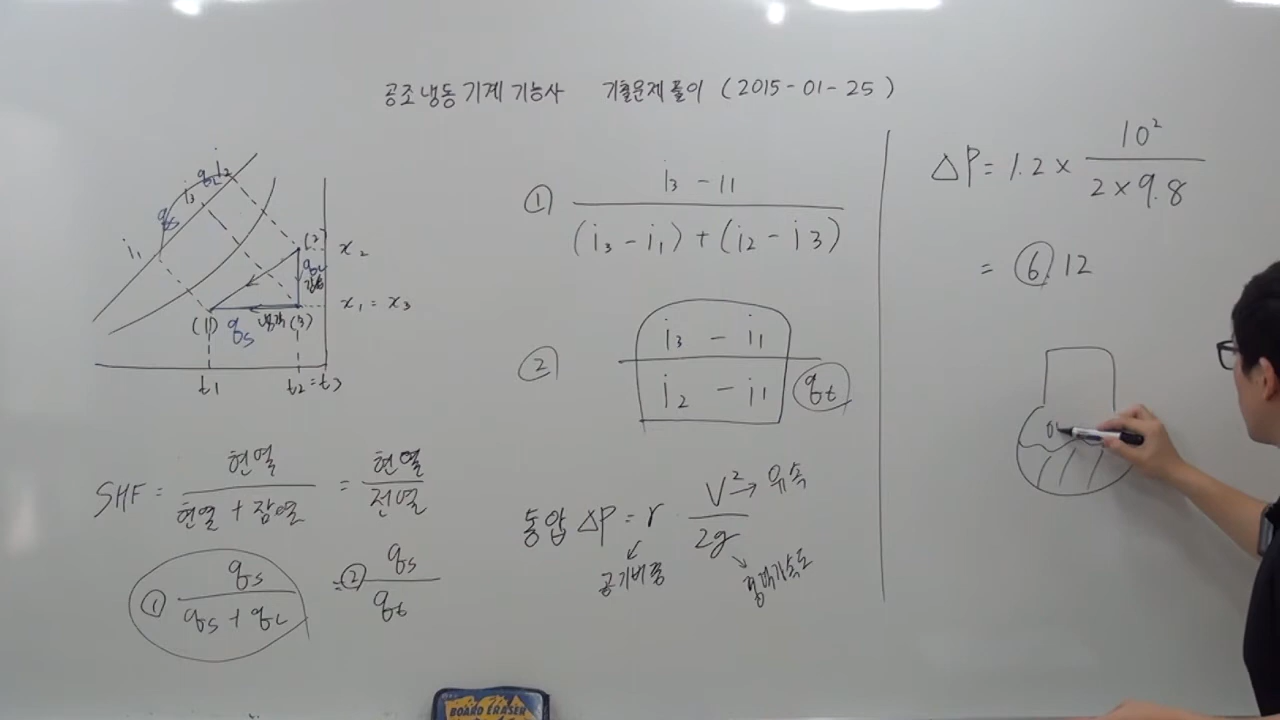 공조냉동기계기능사 기출문제풀이 (2015-01-25)
i₁ qs i₃ qL i₂
(2)
x₂
qL
x₁ = x₃
(1) qs 냉각 (3)
t₁ t₂=t₃
SHF = 현열 / 현열 + 잠열 = 현열 / 전열
① qs / qs + qL = ② qs / qt
① i₃ - i₁ / (i₃ - i₁) + (i₂ - i₃)
② i₃ - i₁ / i₂ - i₁ qt
동압 ΔP = r V² / 2g
유속
공기비중
중력가속도
ΔP = 1.2 × 10² / 2 × 9.8
= 6.12
BOARD ERASER